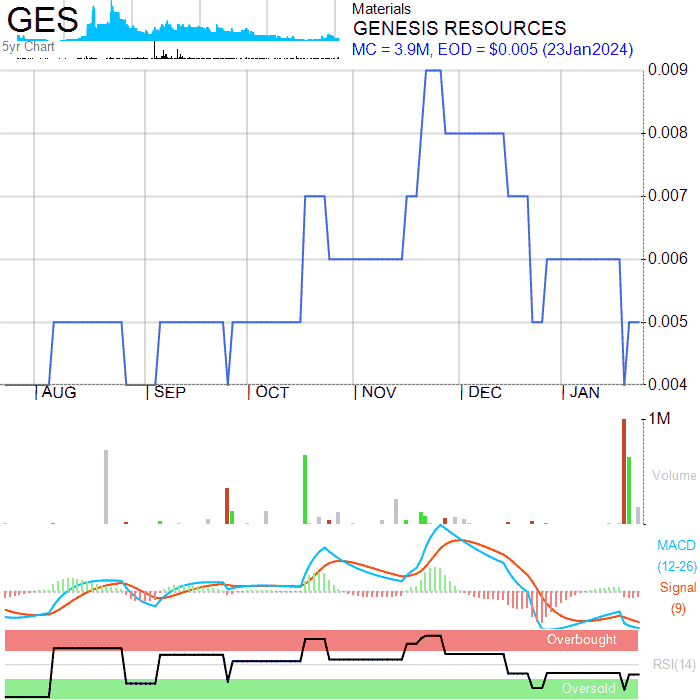 GES
5yr Chart
Materials
GENESIS RESOURCES
MC = 3.9M, EOD = $0.005 (23Jan2024)
0.009
0.008
0.007
0.006
0.005
0.004
AUG SEP OCT NOV DEC JAN
1M
Volume
MACD
(12-26)
Signal
(9)
Overbought
RSI(14)
Oversold